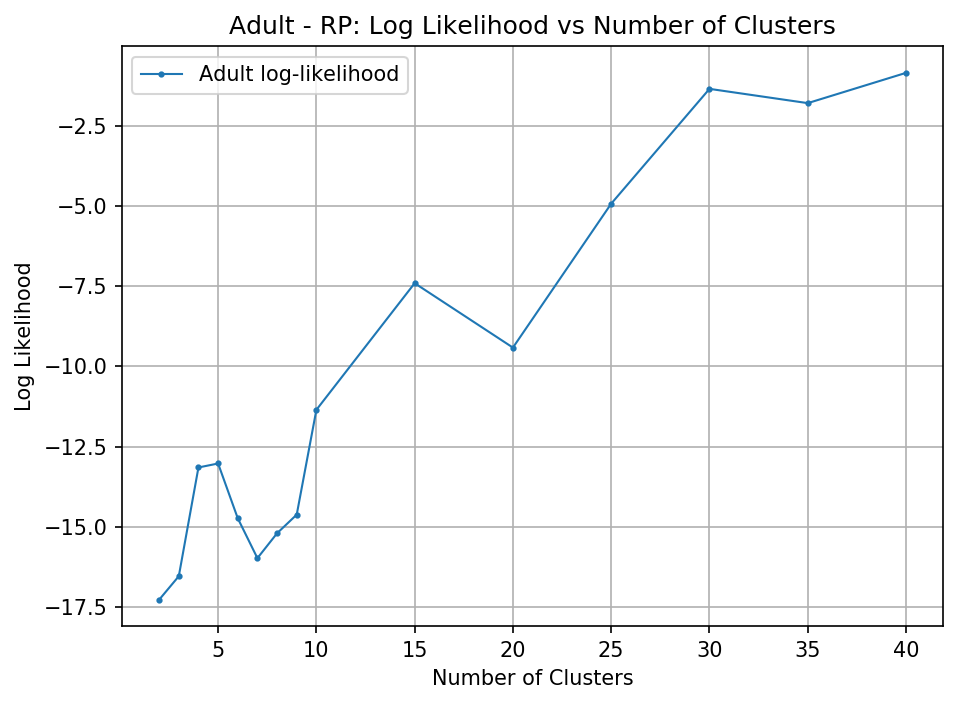 Adult - RP: Log Likelihood vs Number of Clusters
Adult log-likelihood
Log Likelihood
−2.5
−5.0
−7.5
−10.0
−12.5
−15.0
−17.5
5 10 15 20 25 30 35 40
Number of Clusters